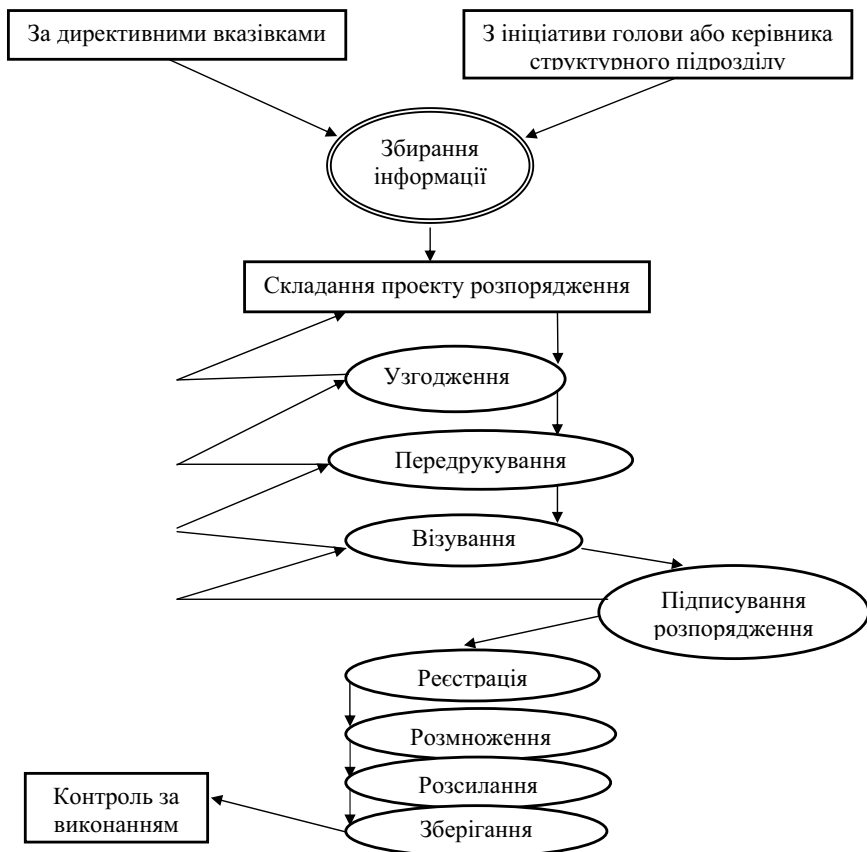 За директивними вказівками
З ініціативи голови або керівника
структурного підрозділу
Збирання
інформації
Складання проекту розпорядження
Узгодження
Передрукування
Візування
Підписування
розпорядження
Реєстрація
Розмноження
Розсилання
Зберігання
Контроль за
виконанням